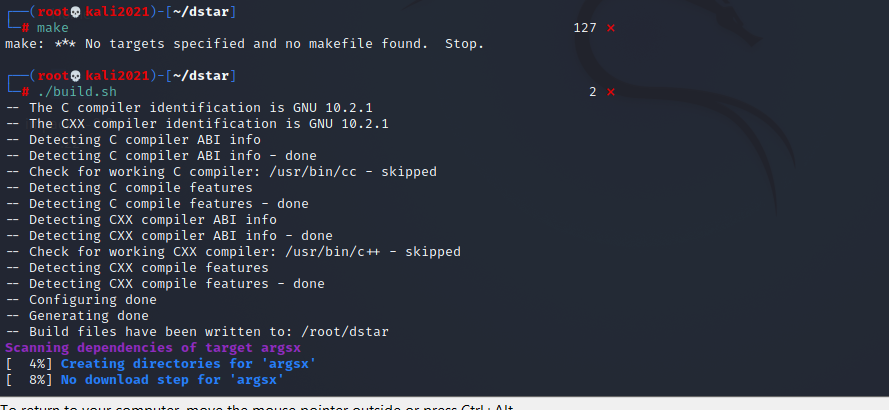 ┌──(root💀kali2021)-[~/dstar]
└─# make 127 ⨯
make: *** No targets specified and no makefile found.  Stop.
┌──(root💀kali2021)-[~/dstar]
└─# ./build.sh 2 ⨯
-- The C compiler identification is GNU 10.2.1
-- The CXX compiler identification is GNU 10.2.1
-- Detecting C compiler ABI info
-- Detecting C compiler ABI info - done
-- Check for working C compiler: /usr/bin/cc - skipped
-- Detecting C compile features
-- Detecting C compile features - done
-- Detecting CXX compiler ABI info
-- Detecting CXX compiler ABI info - done
-- Check for working CXX compiler: /usr/bin/c++ - skipped
-- Detecting CXX compile features
-- Detecting CXX compile features - done
-- Configuring done
-- Generating done
-- Build files have been written to: /root/dstar
Scanning dependencies of target argsx
[  4%] Creating directories for 'argsx'
[  8%] No download step for 'argsx'
To return to your computer, move the mouse pointer outside or press Ctrl+Alt.